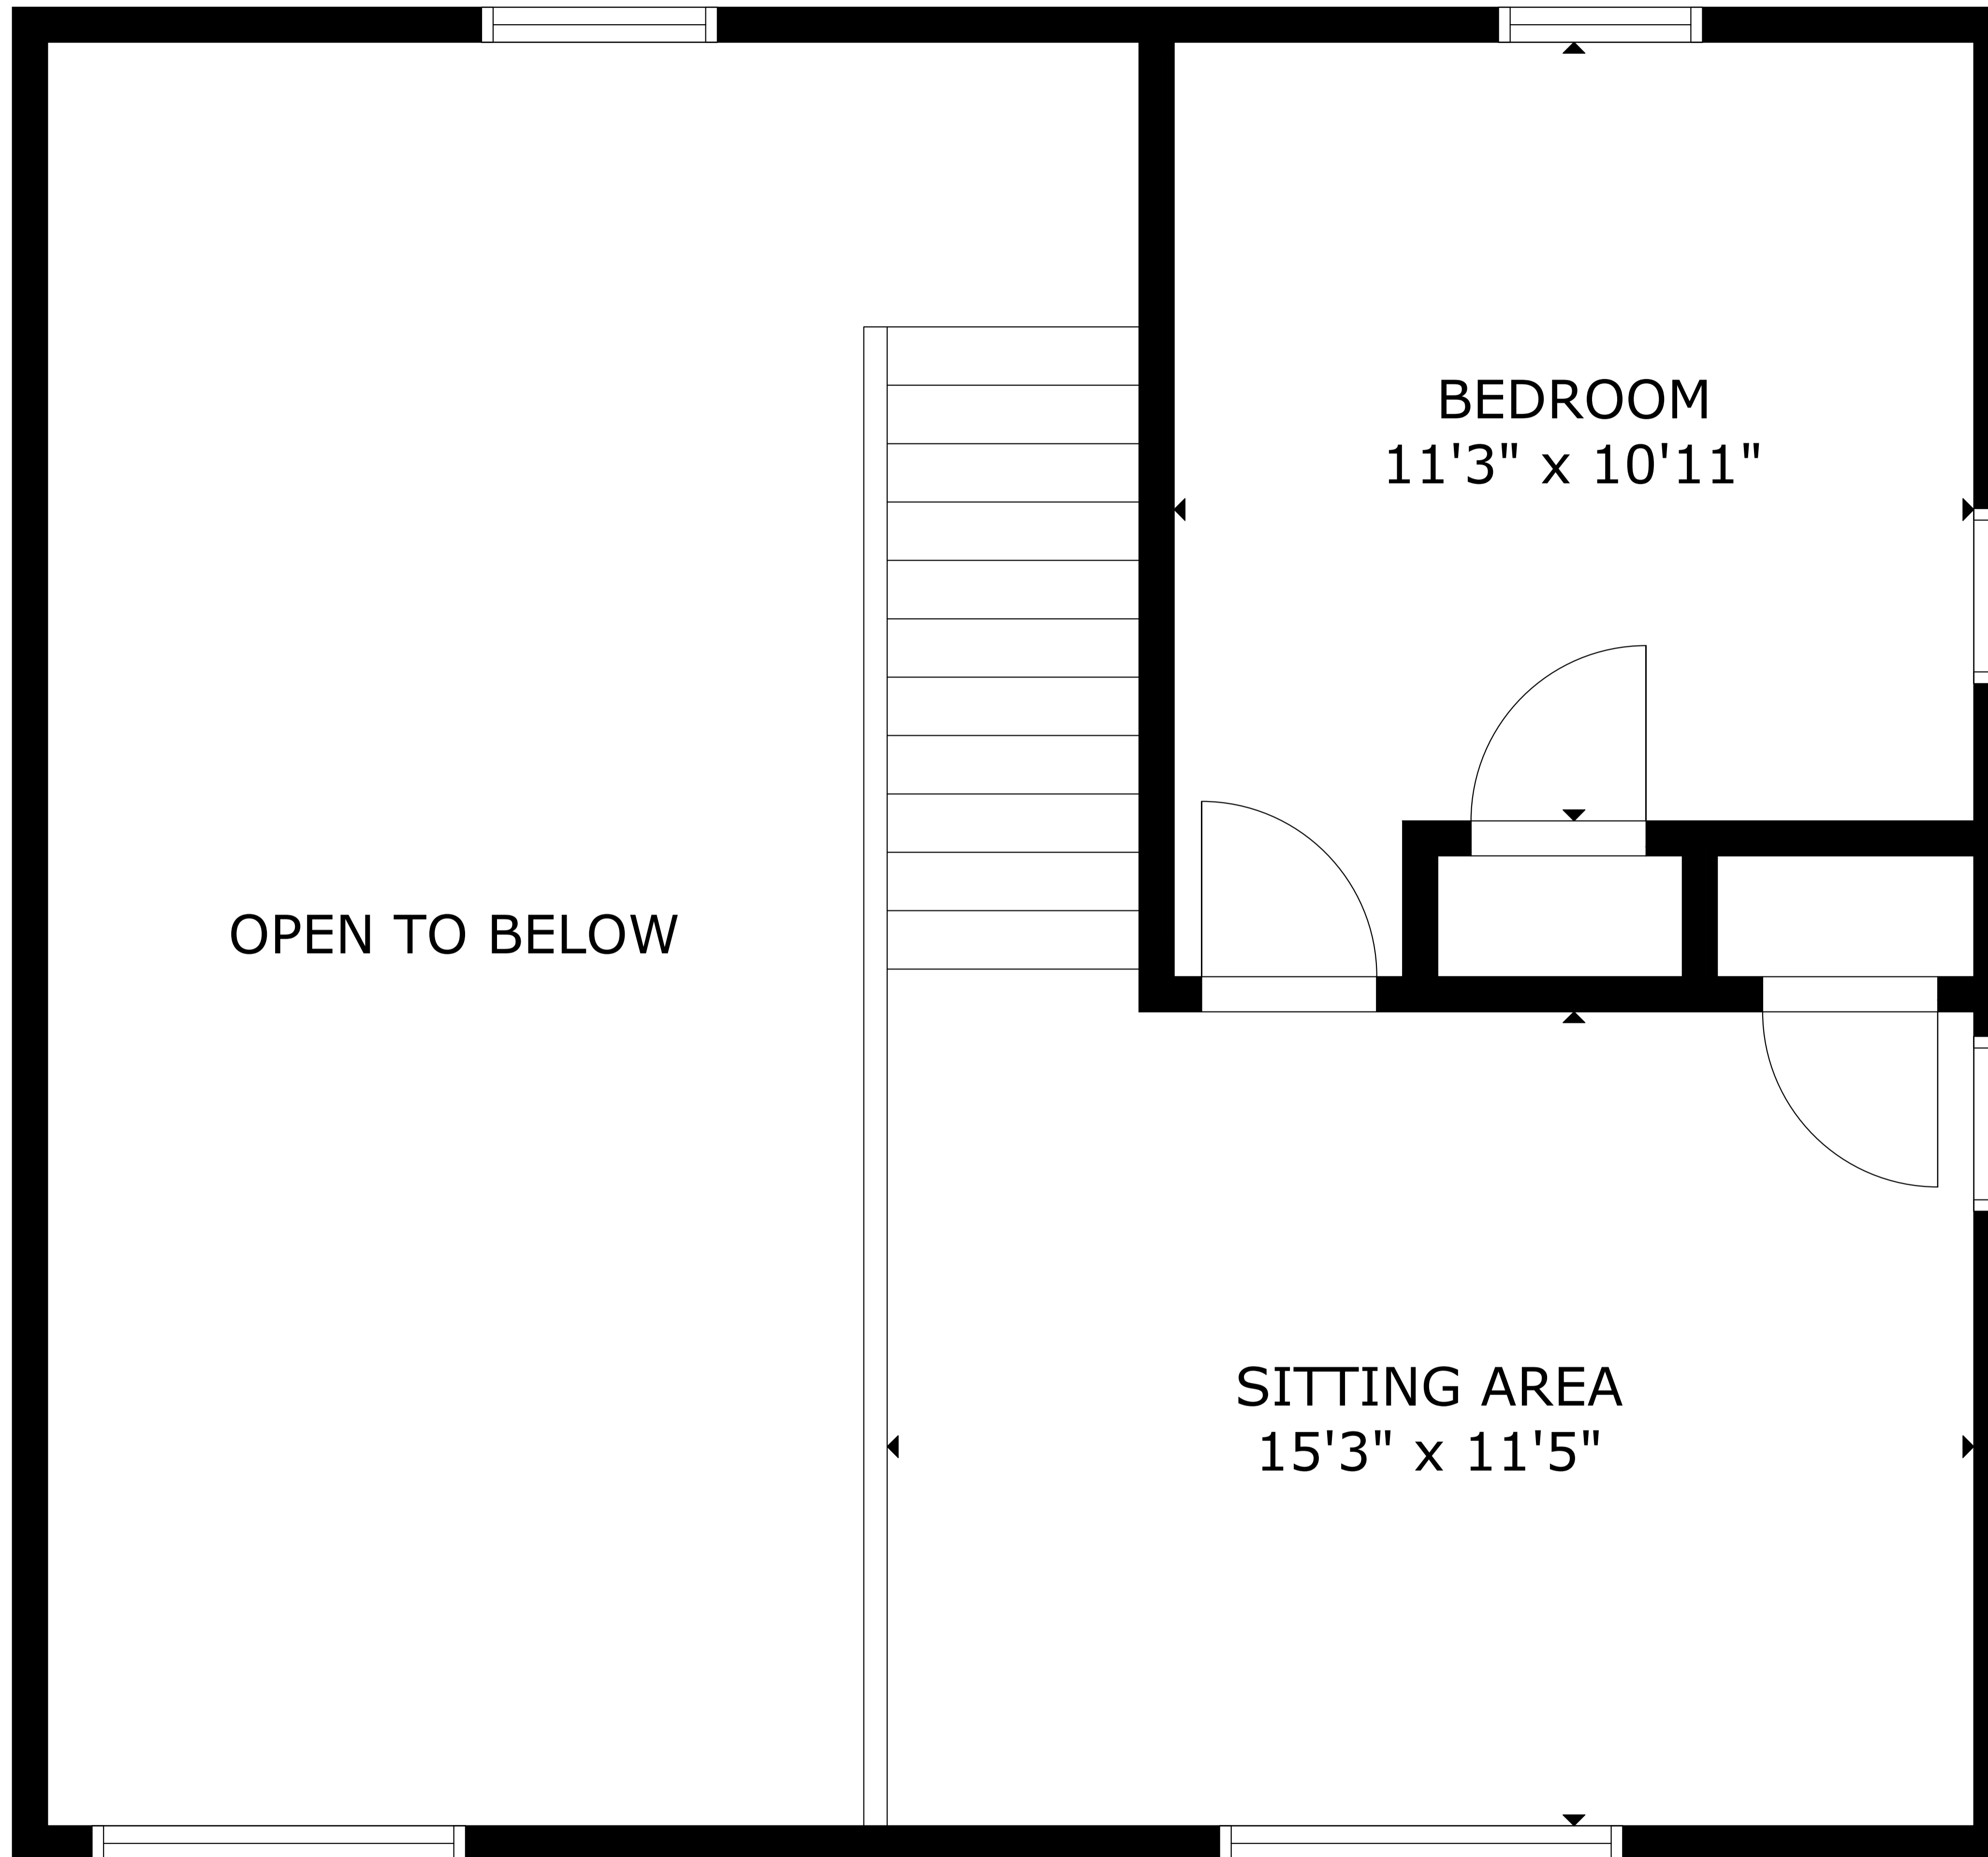 BEDROOM
11'3" x 10'11"
OPEN TO BELOW
SITTING AREA
15'3" x 11'5"